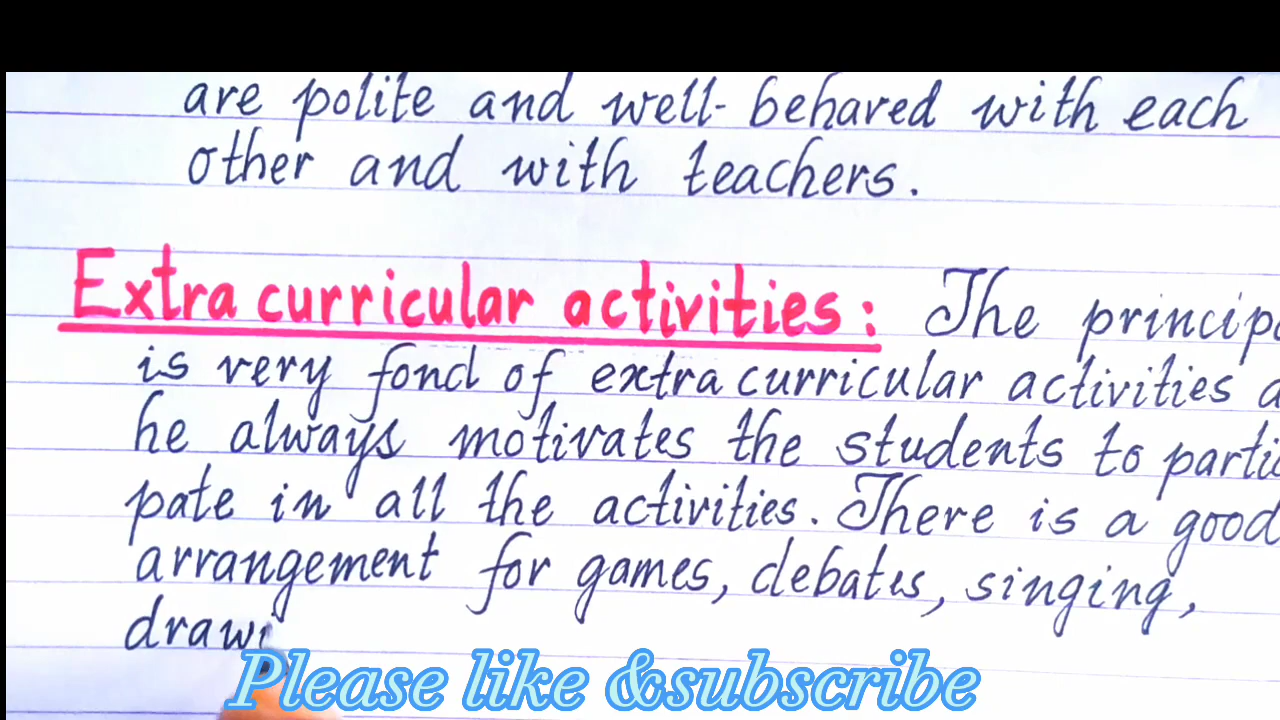 are polite and well-behaved with each
other and with teachers.
Extra curricular activities: The princip
is very fond of extra curricular activities a
he always motivates the students to partic
pate in all the activities. There is a good
arrangement for games, debates, singing,
drawi
Please like &subscribe